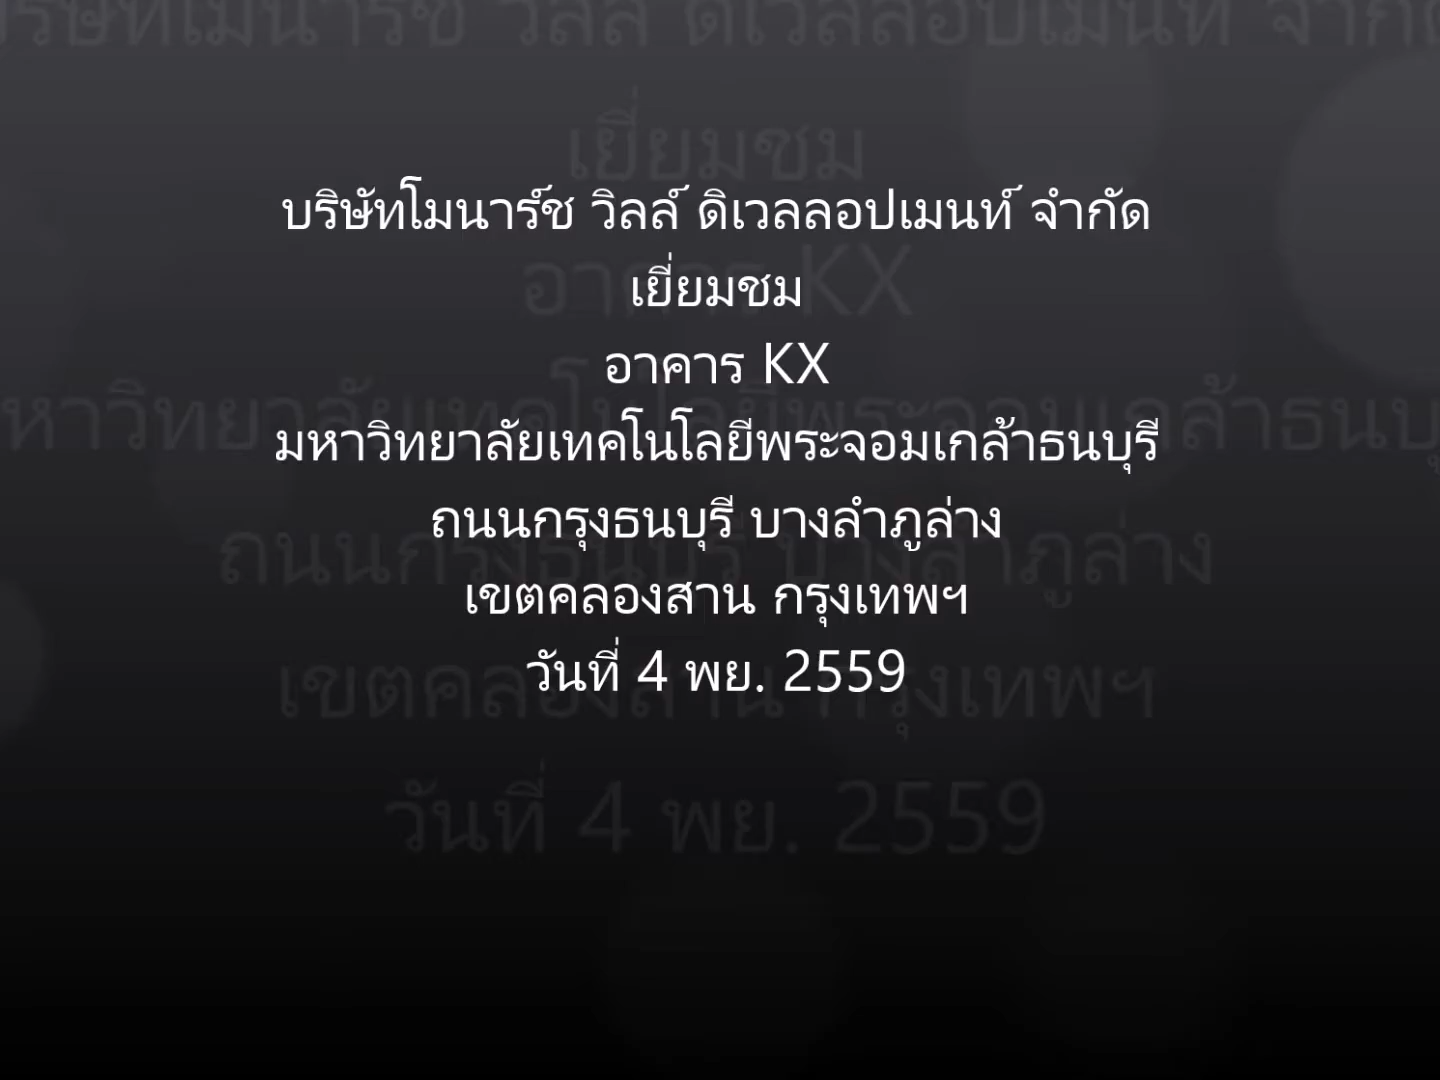 บริษัทโมนาร์ช วิลล์ ดิเวลลอปเมนท์ จำกัด
เยี่ยมชม
อาคาร KX
มหาวิทยาลัยเทคโนโลยีพระจอมเกล้าธนบุรี
ถนนกรุงธนบุรี บางลำภูล่าง
เขตคลองสาน กรุงเทพฯ
วันที่ 4 พย. 2559